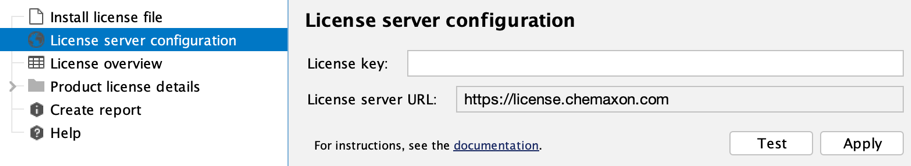 Install license file
License server configuration
License overview
Product license details
Create report
Help
License server configuration
License key:
License server URL: https://license.chemaxon.com
For instructions, see the documentation. Test Apply